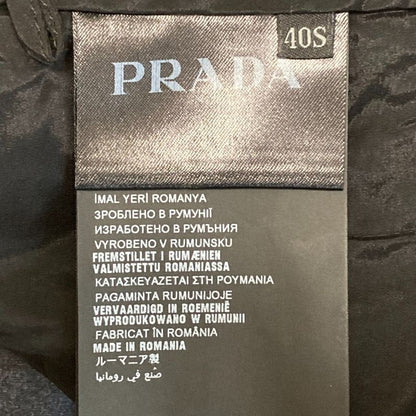 40S
PRADA
İMAL YERİ ROMANYA
ЗРОБЛЕНО В РУМУНІЇ
ИЗРАБОТЕНО В РУМЪНИЯ
VYROBENO V RUMUNSKU
FREMSTILLET I RUMÆNIEN
VALMISTETTU ROMANIASSA
ΚΑΤΑΣΚΕΥΑΖΕΤΑΙ ΣΤΗ ΡΟΥΜΑΝΙΑ
PAGAMINTA RUMUNIJOJE
VERVAARDIGD IN ROEMENIË
WYPRODUKOWANO W RUMUNII
FABRICAT ÎN ROMÂNIA
MADE IN ROMANIA
ルーマニア製
صنع في رومانيا